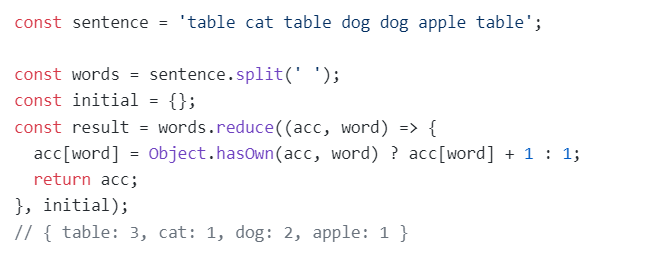 const sentence = 'table cat table dog dog apple table';
const words = sentence.split(' ');
const initial = {};
const result = words.reduce((acc, word) => {
acc[word] = Object.hasOwn(acc, word) ? acc[word] + 1 : 1;
return acc;
}, initial);
// { table: 3, cat: 1, dog: 2, apple: 1 }